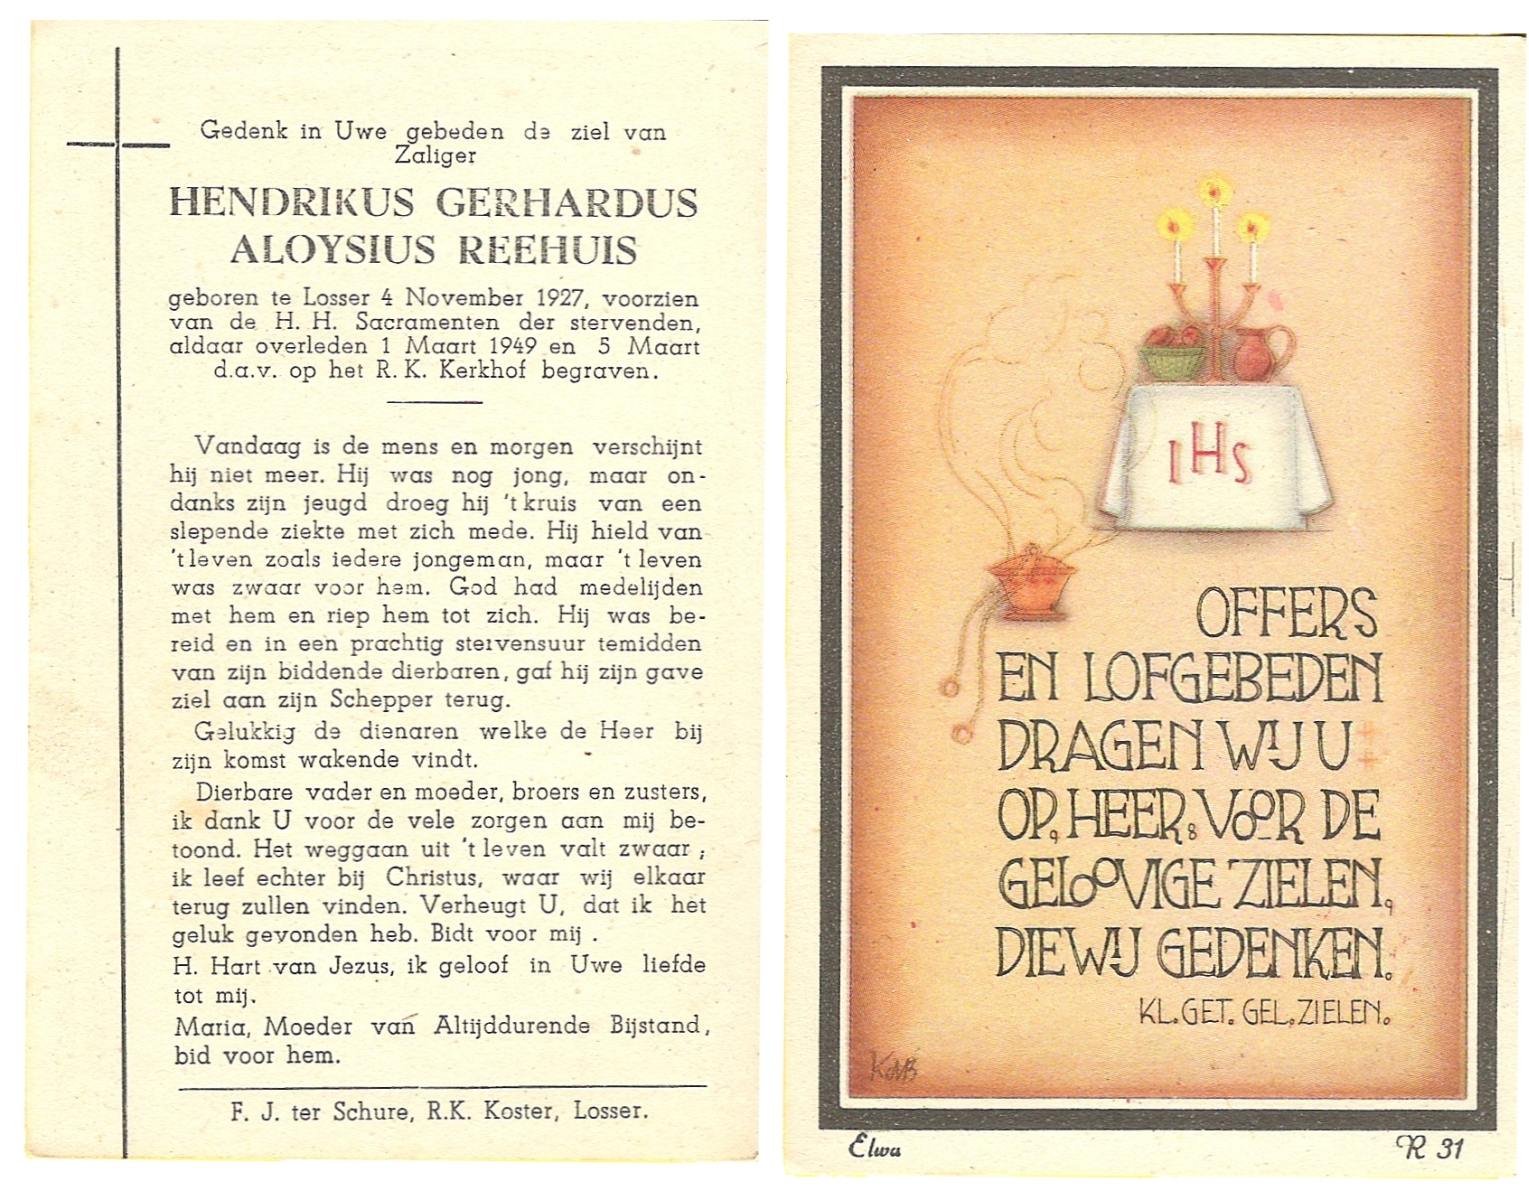 Gedenk in Uwe gebeden de ziel van
Zaliger
HENDRIKUS GERHARDUS
ALOYSIUS REEHUIS
geboren te Losser 4 November 1927, voorzien
van de H. H. Sacramenten der stervenden,
aldaar overleden 1 Maart 1949 en 5 Maart
d.a.v. op het R. K. Kerkhof begraven.
Vandaag is de mens en morgen verschijnt
hij niet meer. Hij was nog jong, maar on-
danks zijn jeugd droeg hij 't kruis van een
slepende ziekte met zich mede. Hij hield van
't leven zoals iedere jongeman, maar 't leven
was zwaar voor hem. God had medelijden
met hem en riep hem tot zich. Hij was be-
reid en in een prachtig stervensuur temidden
van zijn biddende dierbaren, gaf hij zijn gave
ziel aan zijn Schepper terug.
Gelukkig de dienaren welke de Heer bij
zijn komst wakende vindt.
Dierbare vader en moeder, broers en zusters,
ik dank U voor de vele zorgen aan mij be-
toond. Het weggaan uit 't leven valt zwaar ;
ik leef echter bij Christus, waar wij elkaar
terug zullen vinden. Verheugt U, dat ik het
geluk gevonden heb. Bidt voor mij .
H. Hart van Jezus, ik geloof in Uwe liefde
tot mij.
Maria, Moeder van Altijddurende Bijstand,
bid voor hem.
F. J. ter Schure, R.K. Koster, Losser.
IHS
OFFERS
EN LOFGEBEDEN
DRAGEN WIJ U
OP, HEER: VOOR DE
GELOOVIGE ZIELEN,
DIE WIJ GEDENKEN.
KL. GET. GEL. ZIELEN.
Elwa
R 31